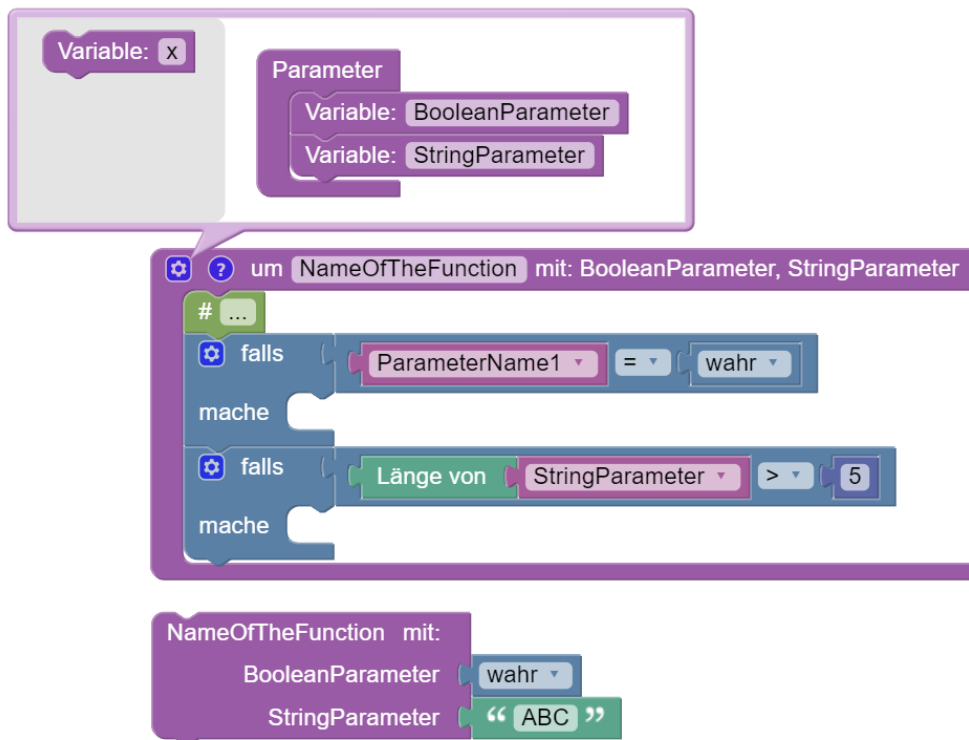 Variable: x
Parameter
Variable: BooleanParameter
Variable: StringParameter
? um NameOfTheFunction mit: BooleanParameter, StringParameter
# ...
falls ParameterName1 = wahr
mache
falls Länge von StringParameter > 5
mache
NameOfTheFunction mit:
BooleanParameter wahr
StringParameter “ ABC ”